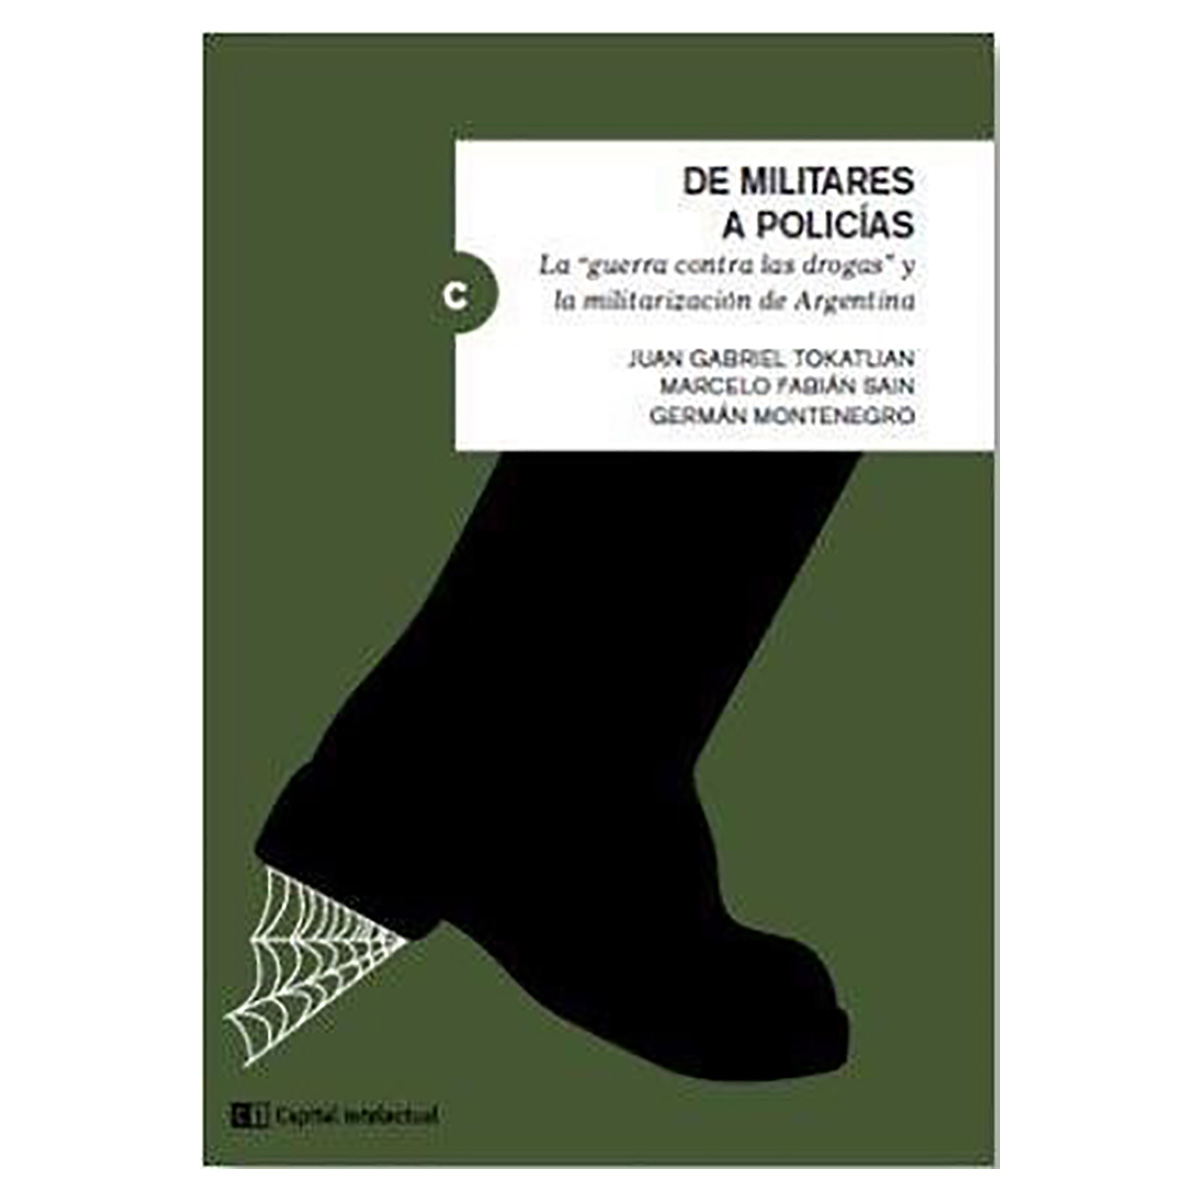 DE MILITARES
A POLICÍAS
La "guerra contra las drogas" y
la militarización de Argentina
C
JUAN GABRIEL TOKATLIAN
MARCELO FABIÁN SAIN
GERMÁN MONTENEGRO
CI Capital Intelectual